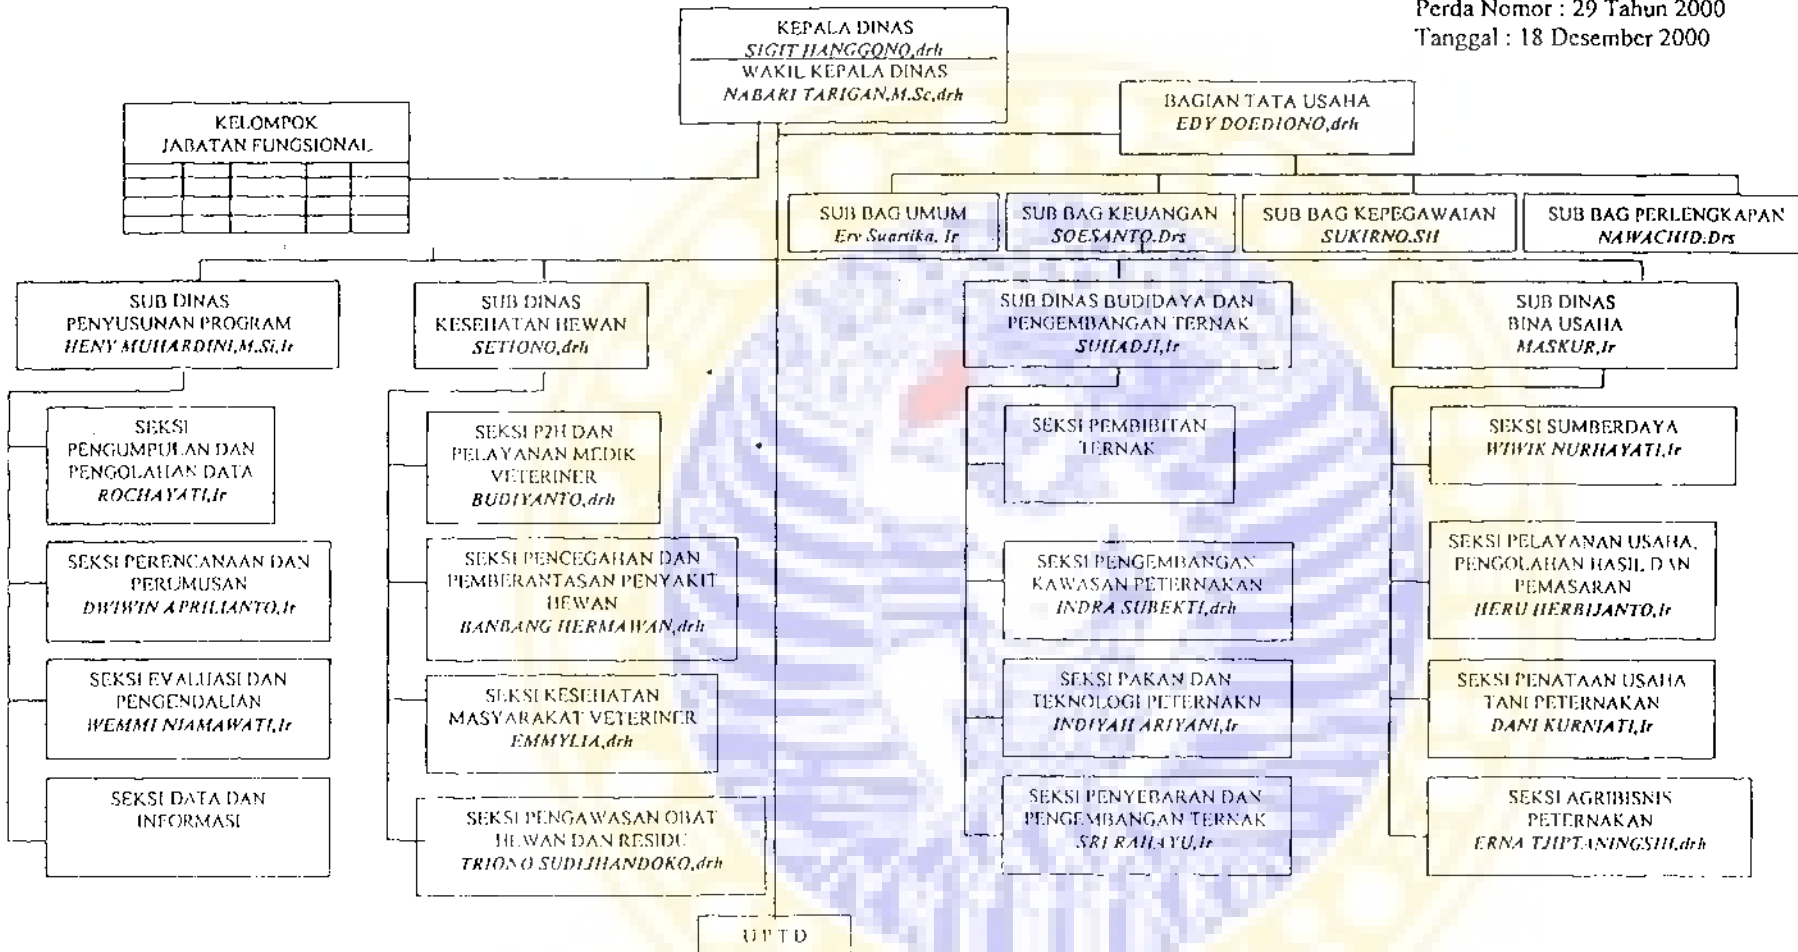 Perda Nomor : 29 Tahun 2000
Tanggal : 18 Desember 2000
KEPALA DINAS
SIGIT HANGGONO,drh
WAKIL KEPALA DINAS
NABARI TARIGAN,M.Sc,drh
BAGIAN TATA USAHA
EDY DOEDIONO,drh
KELOMPOK
JABATAN FUNGSIONAL
SUB BAG UMUM
Erv Suartika, Ir
SUB BAG KEUANGAN
SOESANTO.Drs
SUB BAG KEPEGAWAIAN
SUKIRNO.SH
SUB BAG PERLENGKAPAN
NAWACHID.Drs
SUB DINAS
PENYUSUNAN PROGRAM
HENY MUHARDINI,M.Si,Ir
SUB DINAS
KESEHATAN HEWAN
SETIONO,drh
SUB DINAS BUDIDAYA DAN
PENGEMBANGAN TERNAK
SUHADJI,Ir
SUB DINAS
BINA USAHA
MASKUR,Ir
SEKSI
PENGUMPULAN DAN
PENGOLAHAN DATA
ROCHAYATI,Ir
SEKSI PERENCANAAN DAN
PERUMUSAN
DWIWIN APRILIANTO,Ir
SEKSI EVALUASI DAN
PENGENDALIAN
WEMMI NIAMAWATI,Ir
SEKSI DATA DAN
INFORMASI
SEKSI P2H DAN
PELAYANAN MEDIK
VETERINER
BUDIYANTO,drh
SEKSI PENCEGAHAN DAN
PEMBERANTASAN PENYAKIT
HEWAN
BANBANG HERMAWAN,drh
SEKSI KESEHATAN
MASYARAKAT VETERINER
EMMYLIA,drh
SEKSI PENGAWASAN OBAT
HEWAN DAN RESIDU
TRIONO SUDIJHANDOKO,drh
SEKSI PEMBIBITAN
TERNAK
SEKSI PENGEMBANGAN
KAWASAN PETERNAKAN
INDRA SUBEKTI,drh
SEKSI PAKAN DAN
TEKNOLOGI PETERNAKN
INDIYAH ARIYANI,Ir
SEKSI PENYEBARAN DAN
PENGEMBANGAN TERNAK
SRI RAHAYU,Ir
SEKSI SUMBERDAYA
WIWIK NURHAYATI,Ir
SEKSI PELAYANAN USAHA,
PENGOLAHAN HASIL DAN
PEMASARAN
HERU HERBIJANTO,Ir
SEKSI PENATAAN USAHA
TANI PETERNAKAN
DANI KURNIATI,Ir
SEKSI AGRIBISNIS
PETERNAKAN
ERNA TJIPTANINGSIH,drh
UPTD